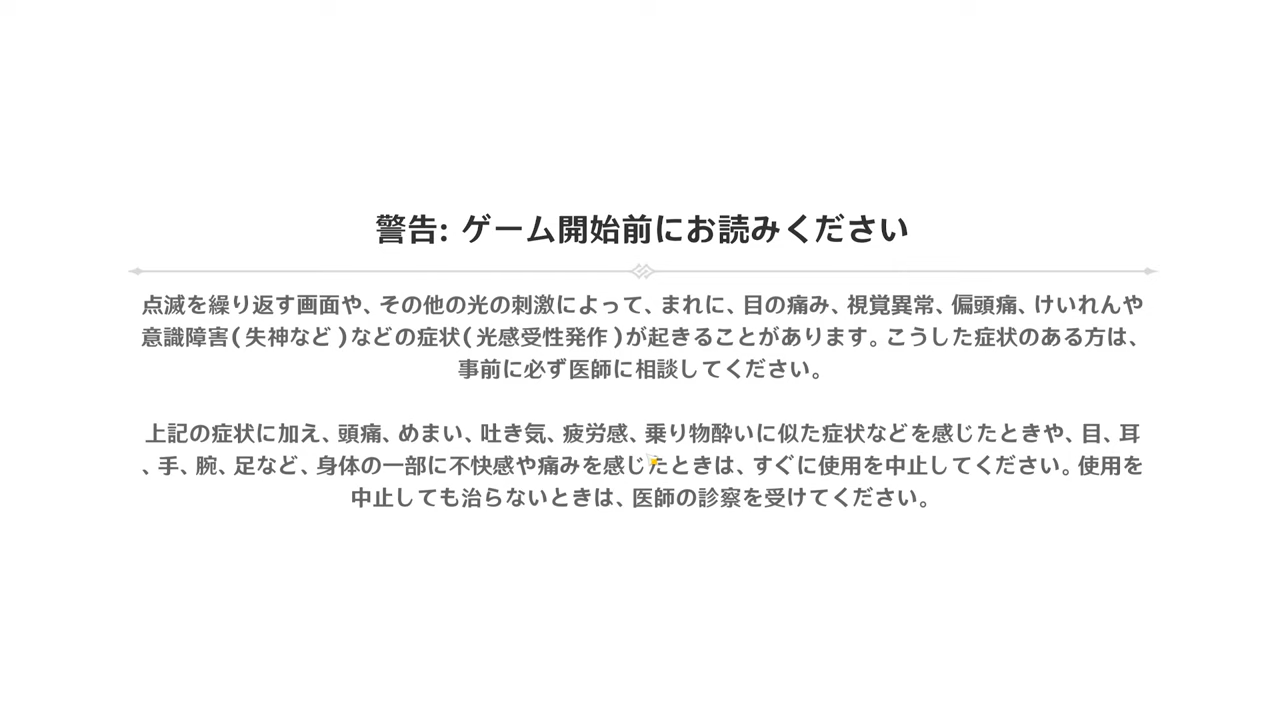 警告: ゲーム開始前にお読みください
点滅を繰り返す画面や、その他の光の刺激によって、まれに、目の痛み、視覚異常、偏頭痛、けいれんや
意識障害(失神など)などの症状(光感受性発作)が起きることがあります。こうした症状のある方は、
事前に必ず医師に相談してください。
上記の症状に加え、頭痛、めまい、吐き気、疲労感、乗り物酔いに似た症状などを感じたときや、目、耳
、手、腕、足など、身体の一部に不快感や痛みを感じたときは、すぐに使用を中止してください。使用を
中止しても治らないときは、医師の診察を受けてください。